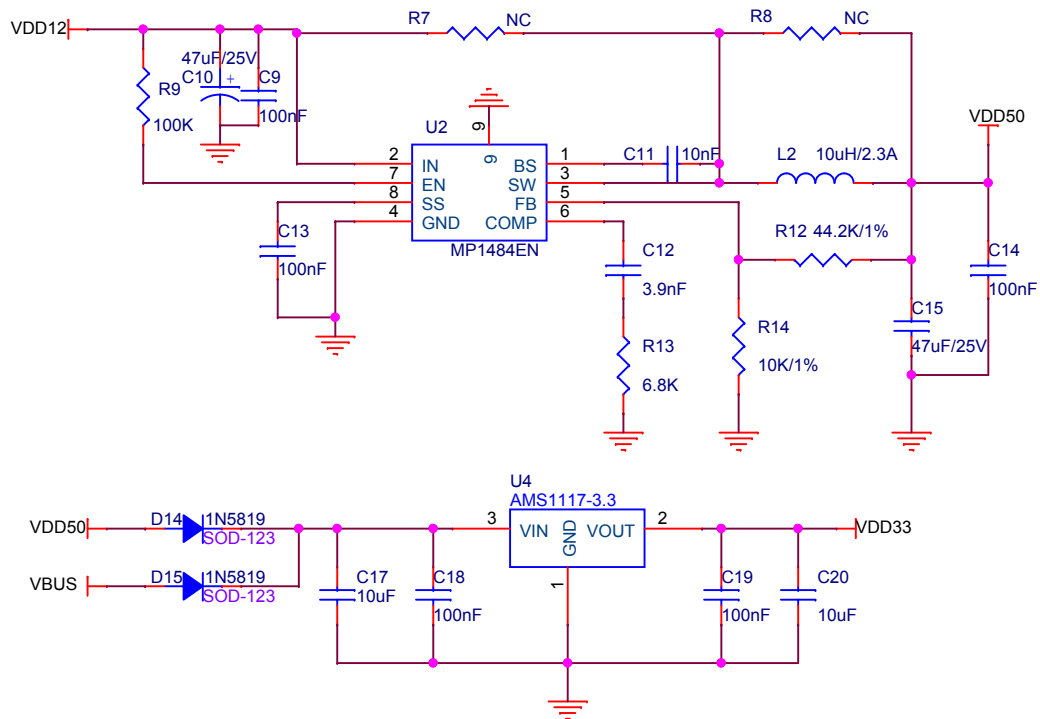 R7
NC
R8
NC
VDD12
47uF/25V
C10
+
C9
100nF
R9
100K
U2
9
9
2
IN
7
EN
8
SS
4
GND
BS
1
SW
3
FB
5
COMP
6
MP1484EN
C11
10nF
L2
10uH/2.3A
VDD50
C13
100nF
R12
44.2K/1%
C12
3.9nF
C14
100nF
C15
47uF/25V
R13
6.8K
R14
10K/1%
U4
AMS1117-3.3
VDD50
D14
1N5819
SOD-123
3
VIN
GND
VOUT
2
1
VDD33
VBUS
D15
1N5819
SOD-123
C17
10uF
C18
100nF
C19
100nF
C20
10uF